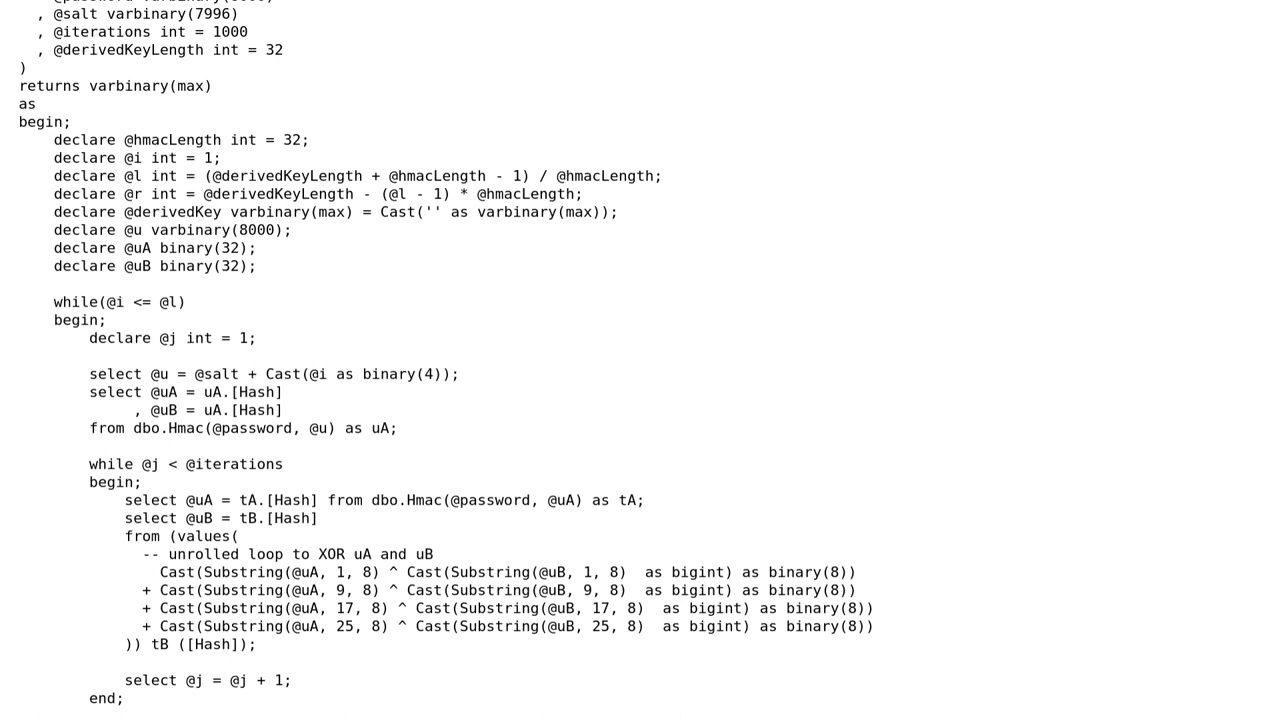 , @salt varbinary(7996)
, @iterations int = 1000
, @derivedKeyLength int = 32
)
returns varbinary(max)
as
begin;
declare @hmacLength int = 32;
declare @i int = 1;
declare @l int = (@derivedKeyLength + @hmacLength - 1) / @hmacLength;
declare @r int = @derivedKeyLength - (@l - 1) * @hmacLength;
declare @derivedKey varbinary(max) = Cast('' as varbinary(max));
declare @u varbinary(8000);
declare @uA binary(32);
declare @uB binary(32);
while(@i <= @l)
begin;
declare @j int = 1;
select @u = @salt + Cast(@i as binary(4));
select @uA = uA.[Hash]
, @uB = uA.[Hash]
from dbo.Hmac(@password, @u) as uA;
while @j < @iterations
begin;
select @uA = tA.[Hash] from dbo.Hmac(@password, @uA) as tA;
select @uB = tB.[Hash]
from (values(
-- unrolled loop to XOR uA and uB
Cast(Substring(@uA, 1, 8) ^ Cast(Substring(@uB, 1, 8)  as bigint) as binary(8))
+ Cast(Substring(@uA, 9, 8) ^ Cast(Substring(@uB, 9, 8)  as bigint) as binary(8))
+ Cast(Substring(@uA, 17, 8) ^ Cast(Substring(@uB, 17, 8)  as bigint) as binary(8))
+ Cast(Substring(@uA, 25, 8) ^ Cast(Substring(@uB, 25, 8)  as bigint) as binary(8))
)) tB ([Hash]);
select @j = @j + 1;
end;